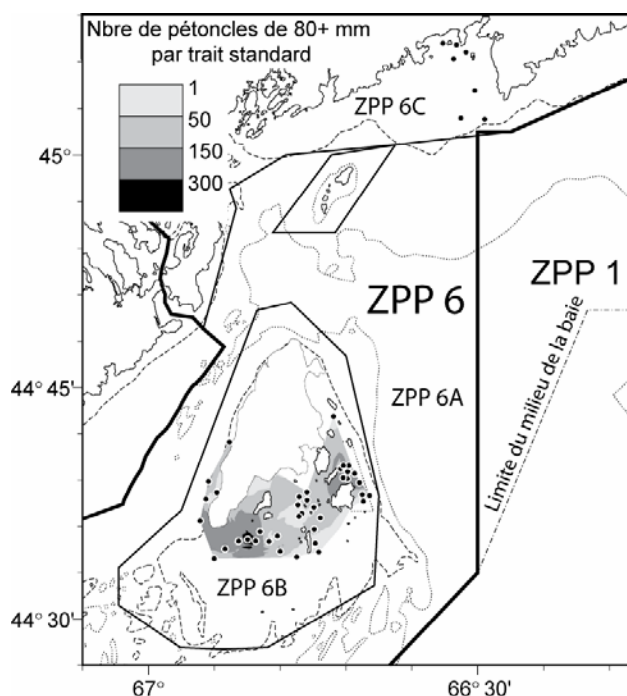 Nbre de pétoncles de 80+ mm
par trait standard
1
50
150
300
ZPP 6C
45°
ZPP 6
ZPP 1
44° 45'
ZPP 6A
Limite du milieu de la baie
ZPP 6B
44° 30'
67°
66° 30'